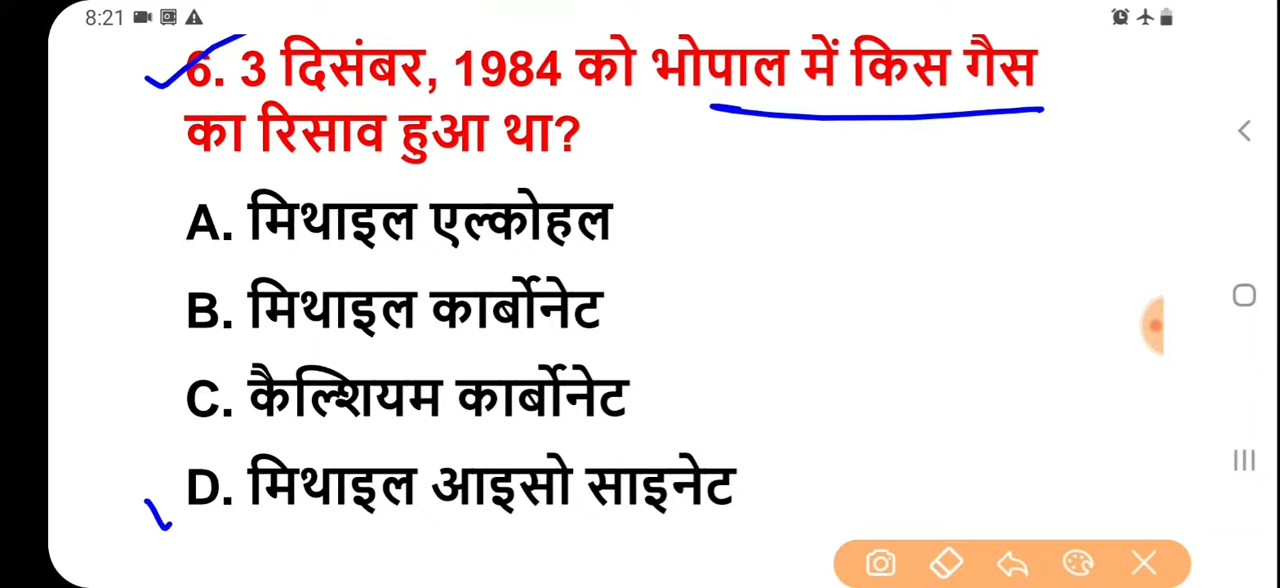 8:21
6. 3 दिसंबर, 1984 को भोपाल में किस गैस
का रिसाव हुआ था?
A. मिथाइल एल्कोहल
B. मिथाइल कार्बोनेट
C. कैल्शियम कार्बोनेट
D. मिथाइल आइसो साइनेट